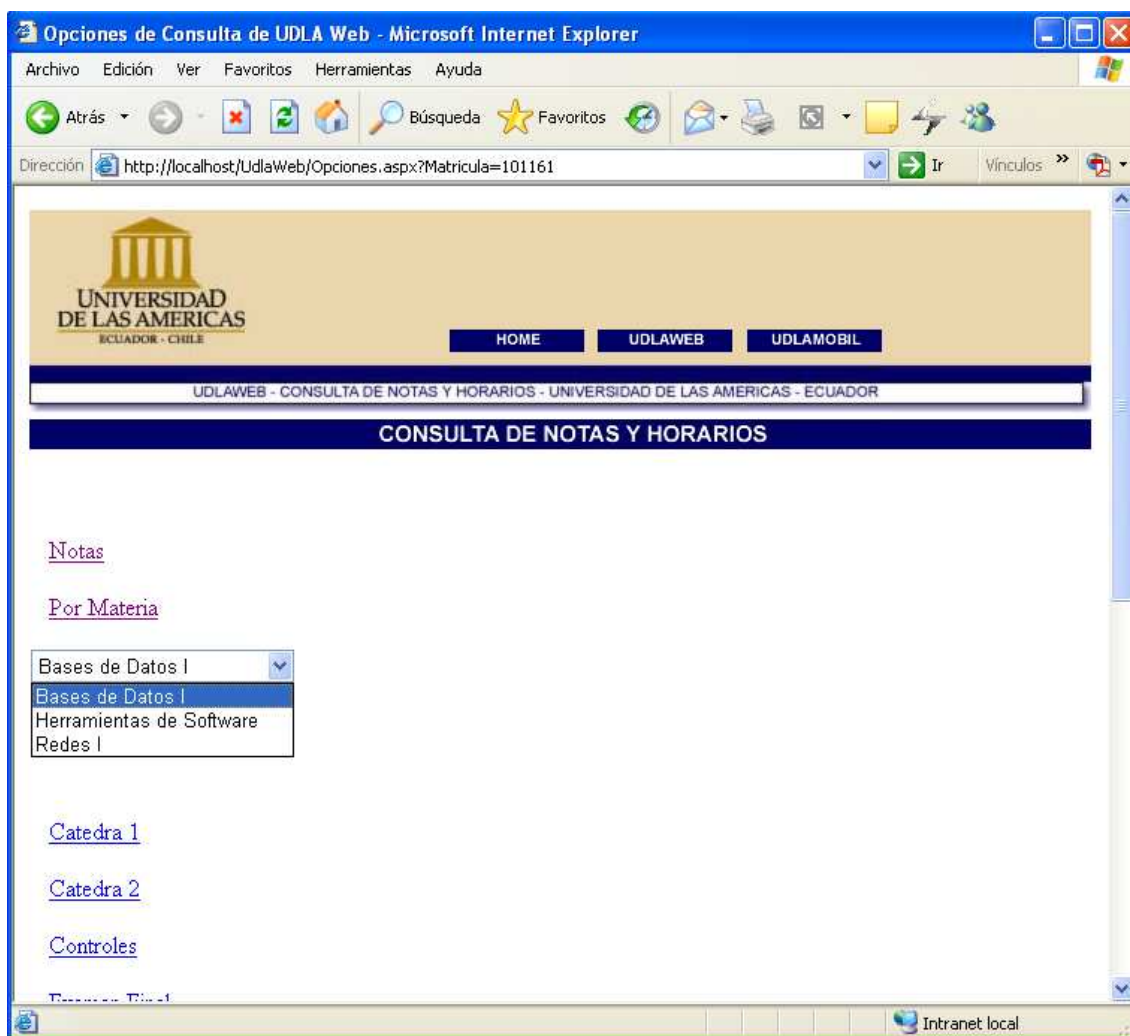 Opciones de Consulta de UDLA Web - Microsoft Internet Explorer
Archivo Edición Ver Favoritos Herramientas Ayuda
Atrás Búsqueda Favoritos
Dirección http://localhost/UdlaWeb/Opciones.aspx?Matricula=101161 Ir Vínculos »
UNIVERSIDAD
DE LAS AMERICAS
ECUADOR - CHILE
HOME UDLAWEB UDLAMOBIL
UDLAWEB - CONSULTA DE NOTAS Y HORARIOS - UNIVERSIDAD DE LAS AMERICAS - ECUADOR
CONSULTA DE NOTAS Y HORARIOS
Notas
Por Materia
Bases de Datos I
Bases de Datos I
Herramientas de Software
Redes I
Catedra 1
Catedra 2
Controles
Examen Final
Intranet local